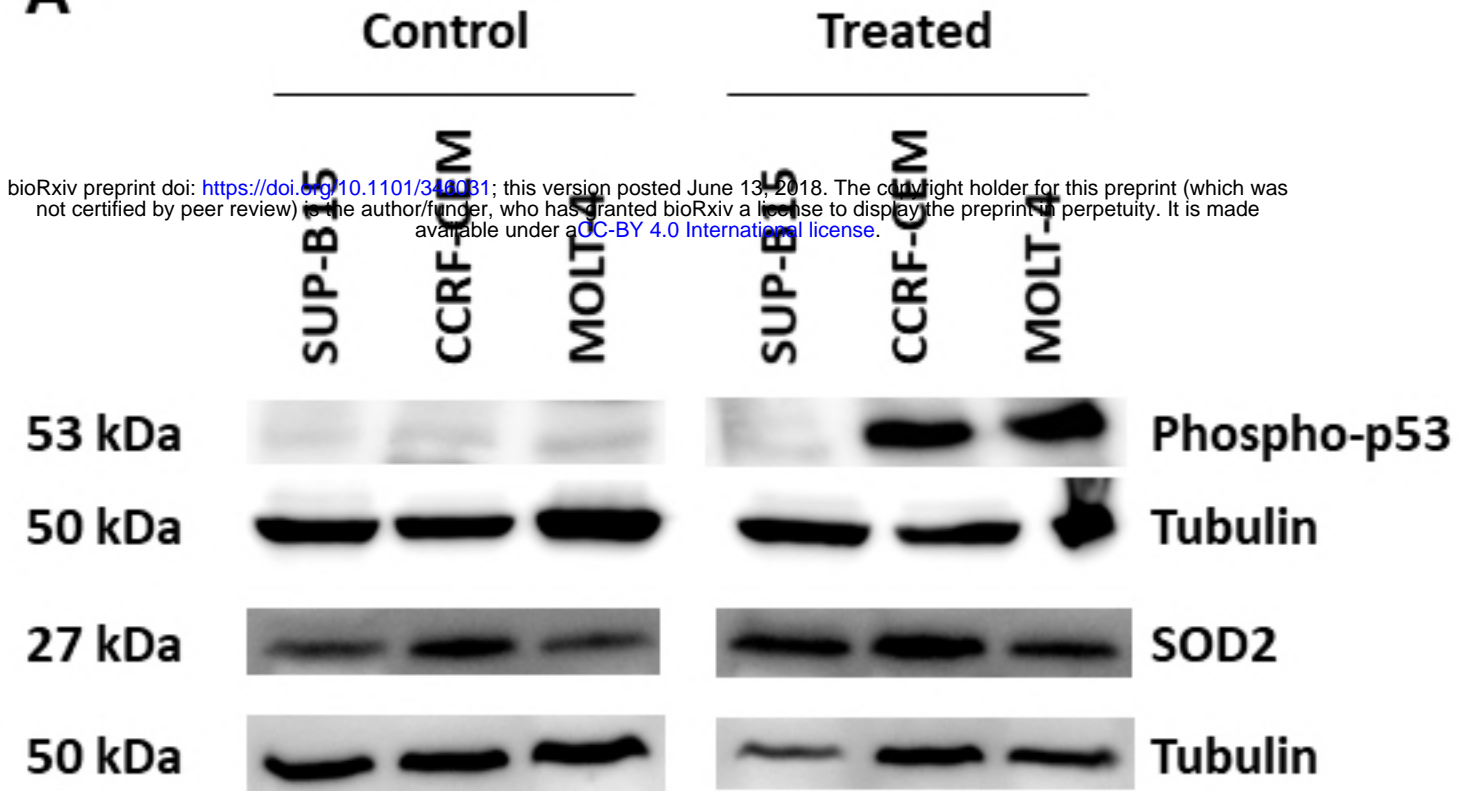 A
Control Treated
bioRxiv preprint doi: https://doi.org/10.1101/346031; this version posted June 13, 2018. The copyright holder for this preprint (which was
not certified by peer review) is the author/funder, who has granted bioRxiv a license to display the preprint in perpetuity. It is made
available under aCC-BY 4.0 International license.
SUP-B15 CCRF-CEM MOLT-4 SUP-B15 CCRF-CEM MOLT-4
53 kDa Phospho-p53
50 kDa Tubulin
27 kDa SOD2
50 kDa Tubulin